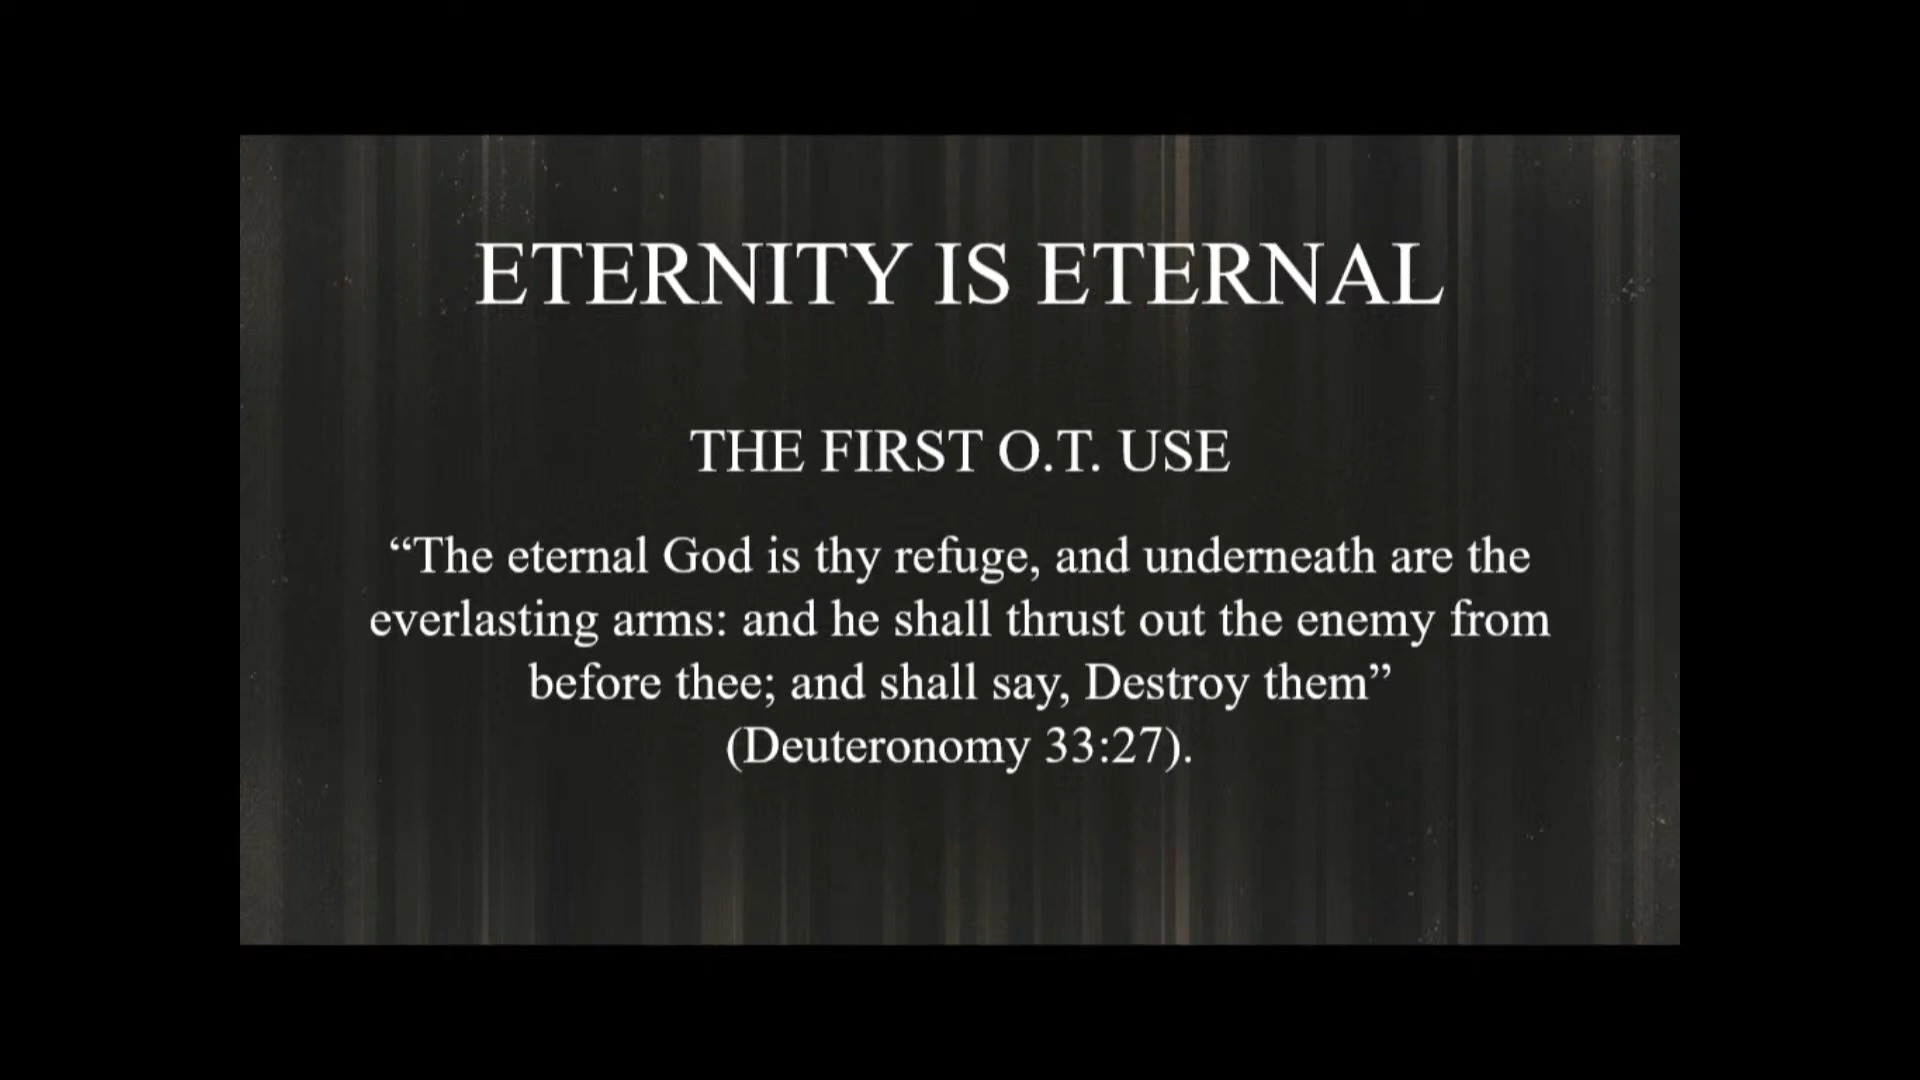 ETERNITY IS ETERNAL
THE FIRST O.T. USE
“The eternal God is thy refuge, and underneath are the
everlasting arms: and he shall thrust out the enemy from
before thee; and shall say, Destroy them”
(Deuteronomy 33:27).